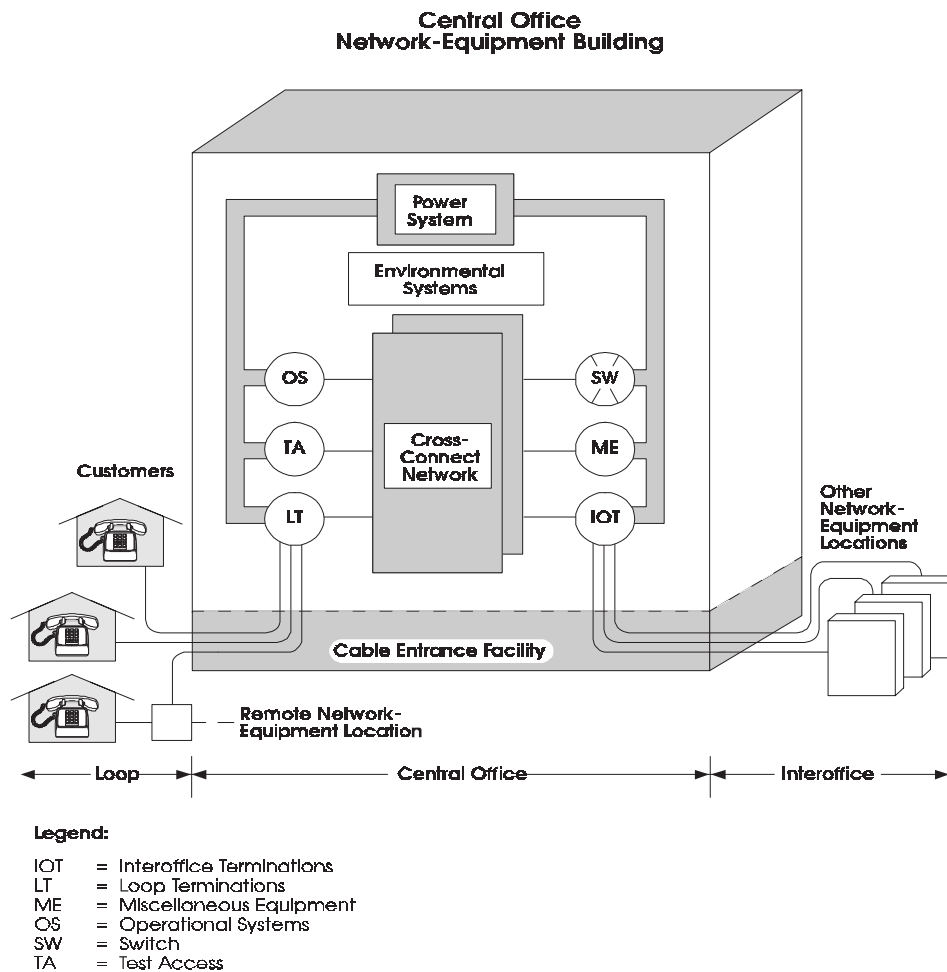 Central Office
Network-Equipment Building
Power
System
Environmental
Systems
OS
SW
TA
Cross-
Connect
Network
ME
Customers
LT
IOT
Other
Network-
Equipment
Locations
Cable Entrance Facility
Remote Network-
Equipment Location
Loop
Central Office
Interoffice
Legend:
IOT = Interoffice Terminations
LT = Loop Terminations
ME = Miscellaneous Equipment
OS = Operational Systems
SW = Switch
TA = Test Access